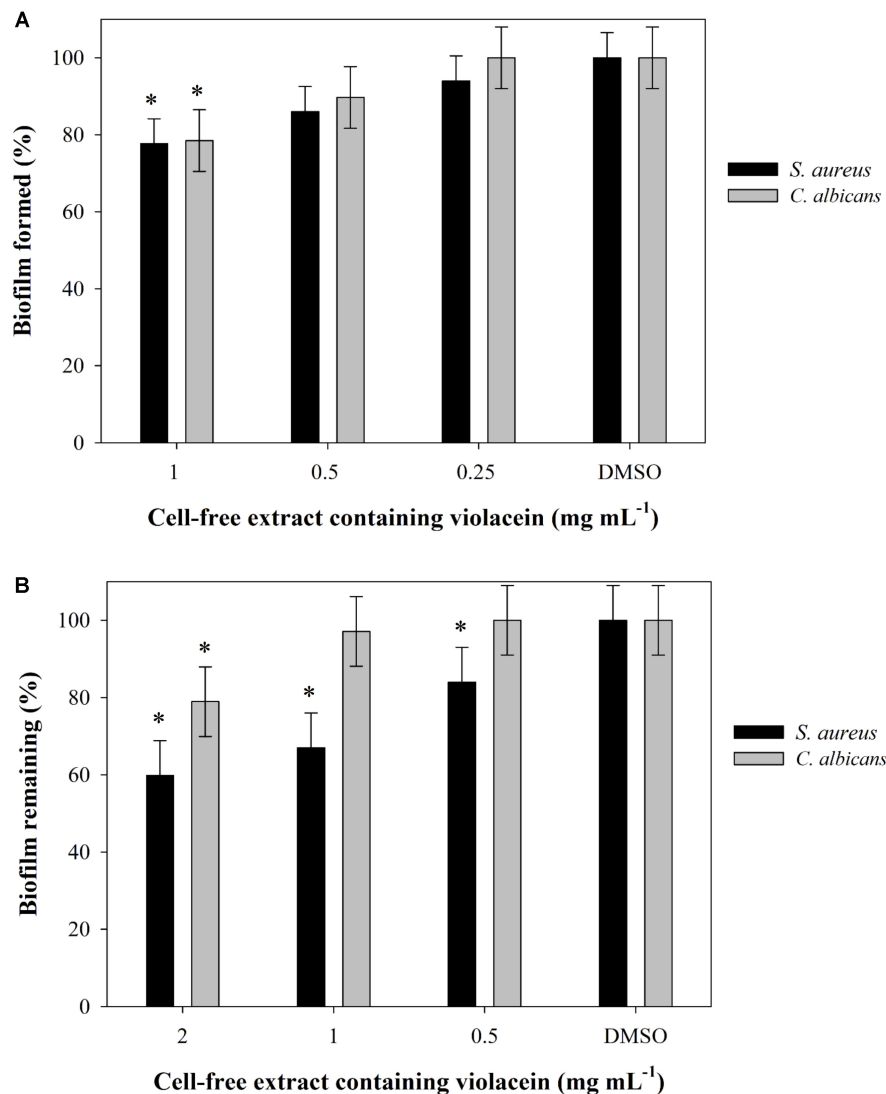 A
Biofilm formed (%)
100
80
60
40
20
0
* *
1 0.5 0.25 DMSO
Cell-free extract containing violacein (mg mL⁻¹)
S. aureus
C. albicans
B
Biofilm remaining (%)
100
80
60
40
20
0
* * * *
2 1 0.5 DMSO
Cell-free extract containing violacein (mg mL⁻¹)
S. aureus
C. albicans